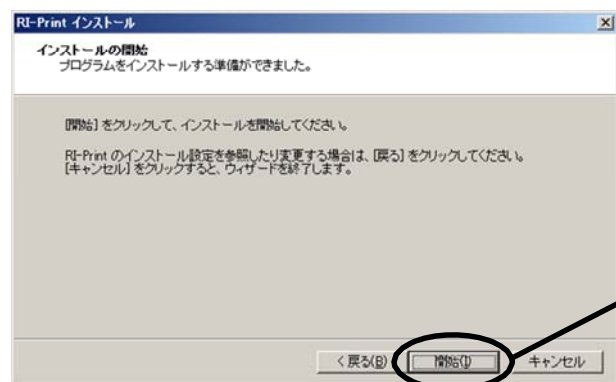 RI-Print インストール
インストールの開始
プログラムをインストールする準備ができました。
[開始] をクリックして、インストールを開始してください。
RI-Print のインストール設定を参照したり変更する場合は、[戻る] をクリックしてください。
[キャンセル] をクリックすると、ウィザードを終了します。
< 戻る(B)
開始(I)
キャンセル